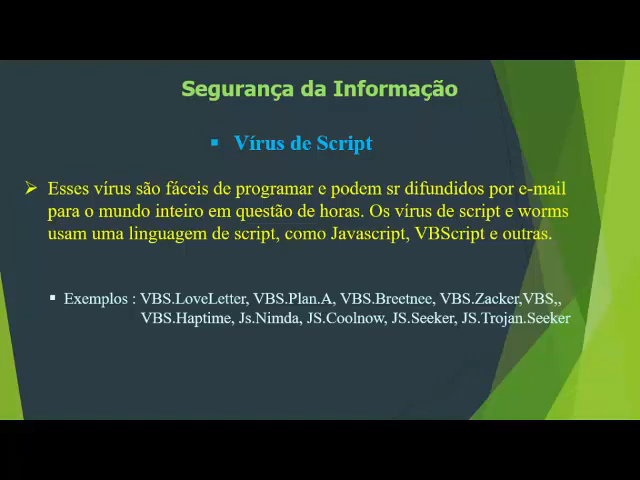 Segurança da Informação
▪ Vírus de Script
➢ Esses vírus são fáceis de programar e podem sr difundidos por e-mail
para o mundo inteiro em questão de horas. Os vírus de script e worms
usam uma linguagem de script, como Javascript, VBScript e outras.
▪ Exemplos : VBS.LoveLetter, VBS.Plan.A, VBS.Breetnee, VBS.Zacker,VBS,,
VBS.Haptime, Js.Nimda, JS.Coolnow, JS.Seeker, JS.Trojan.Seeker